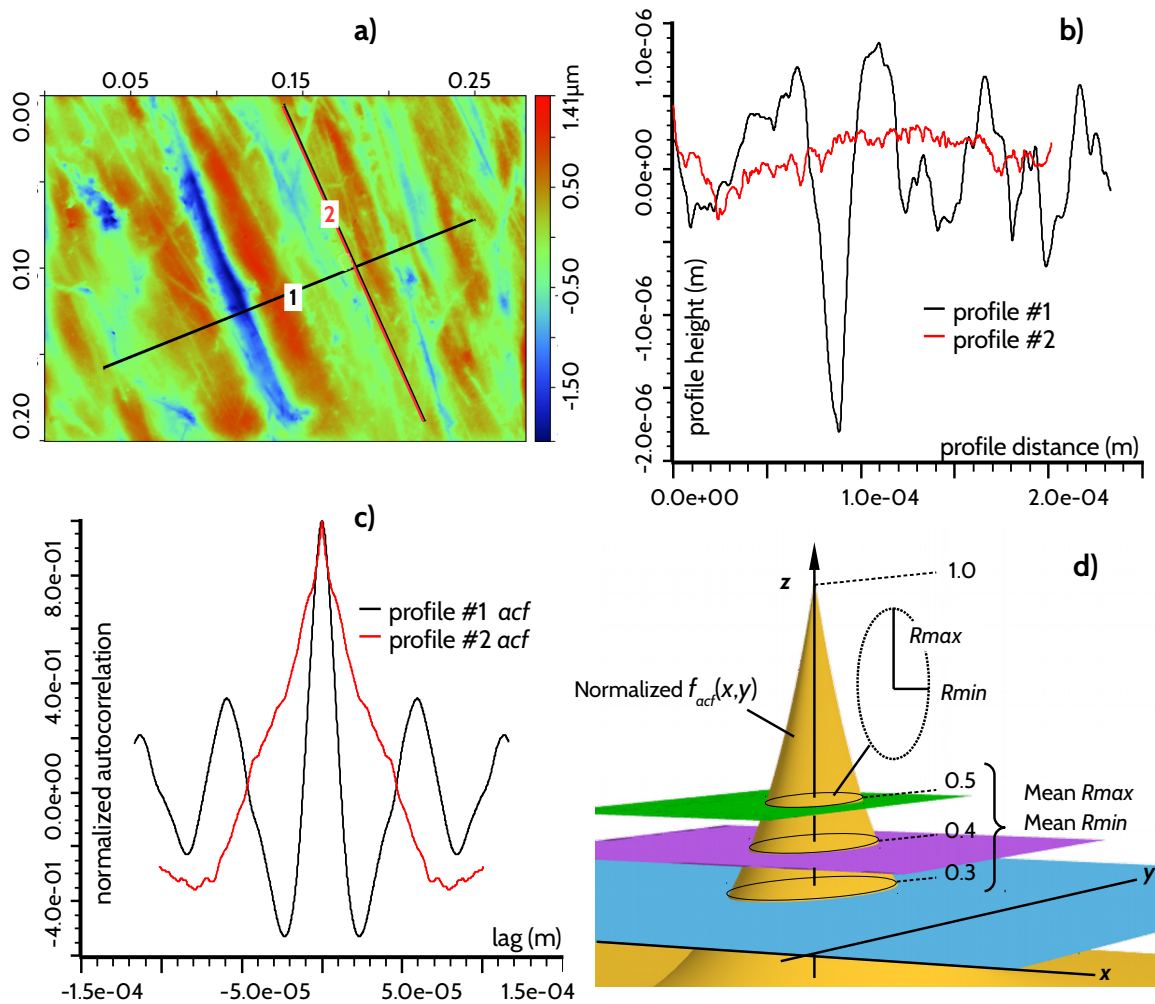 a)
0.05
0.15
0.25
0.00
0.10
0.20
1
2
1.41µm
0.50
-0.50
-1.50
b)
1.0e-06
0.0e+00
-1.0e-06
-2.0e-06
profile height (m)
profile #1
profile #2
profile distance (m)
0.0e+00
1.0e-04
2.0e-04
c)
8.0e-01
4.0e-01
0.0e+00
-4.0e-01
normalized autocorrelation
profile #1 acf
profile #2 acf
lag (m)
-1.5e-04
-5.0e-05
5.0e-05
1.5e-04
d)
z
1.0
Rmax
Rmin
Normalized f_acf(x,y)
0.5
0.4
0.3
Mean Rmax
Mean Rmin
y
x